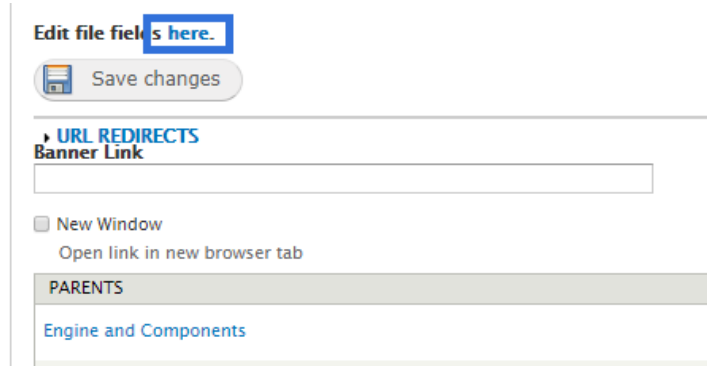 Edit file fields here.
Save changes
URL REDIRECTS
Banner Link
New Window
Open link in new browser tab
PARENTS
Engine and Components